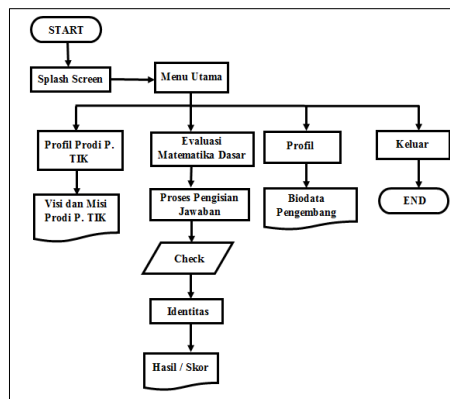 START
Splash Screen
Menu Utama
Profil Prodi P.
TIK
Evaluasi
Matematika Dasar
Profil
Keluar
Visi dan Misi
Prodi P. TIK
Proses Pengisian
Jawaban
Biodata
Pengembang
END
Check
Identitas
Hasil / Skor